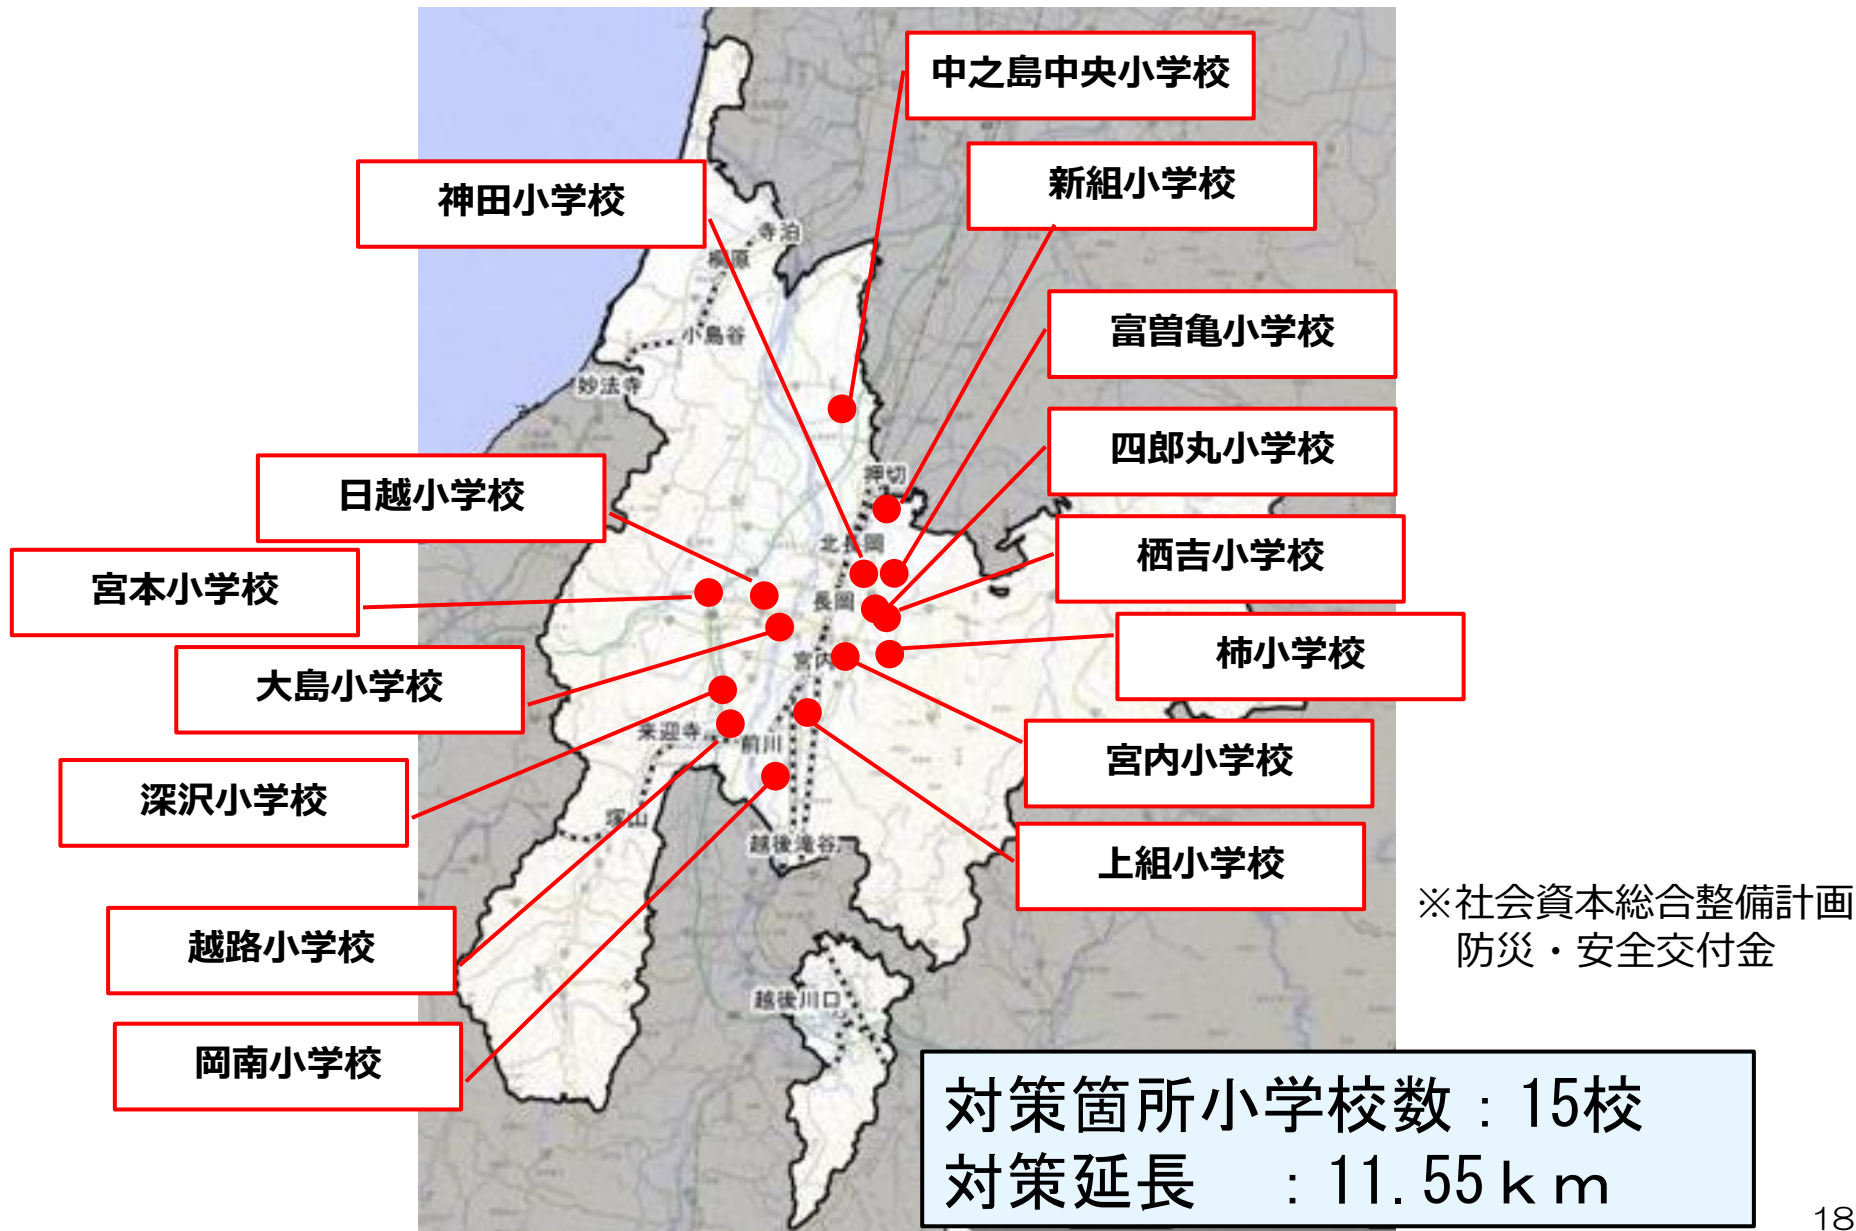 中之島中央小学校
新組小学校
神田小学校
寺泊
桐原
富曽亀小学校
小島谷
妙法寺
四郎丸小学校
押切
日越小学校
北長岡
栖吉小学校
宮本小学校
長岡
柿小学校
大島小学校
宮内
来迎寺
前川
宮内小学校
深沢小学校
塚山
越後滝谷
上組小学校
※社会資本総合整備計画
防災・安全交付金
越路小学校
越後川口
岡南小学校
対策箇所小学校数：15校
対策延長　：11.55ｋｍ
18